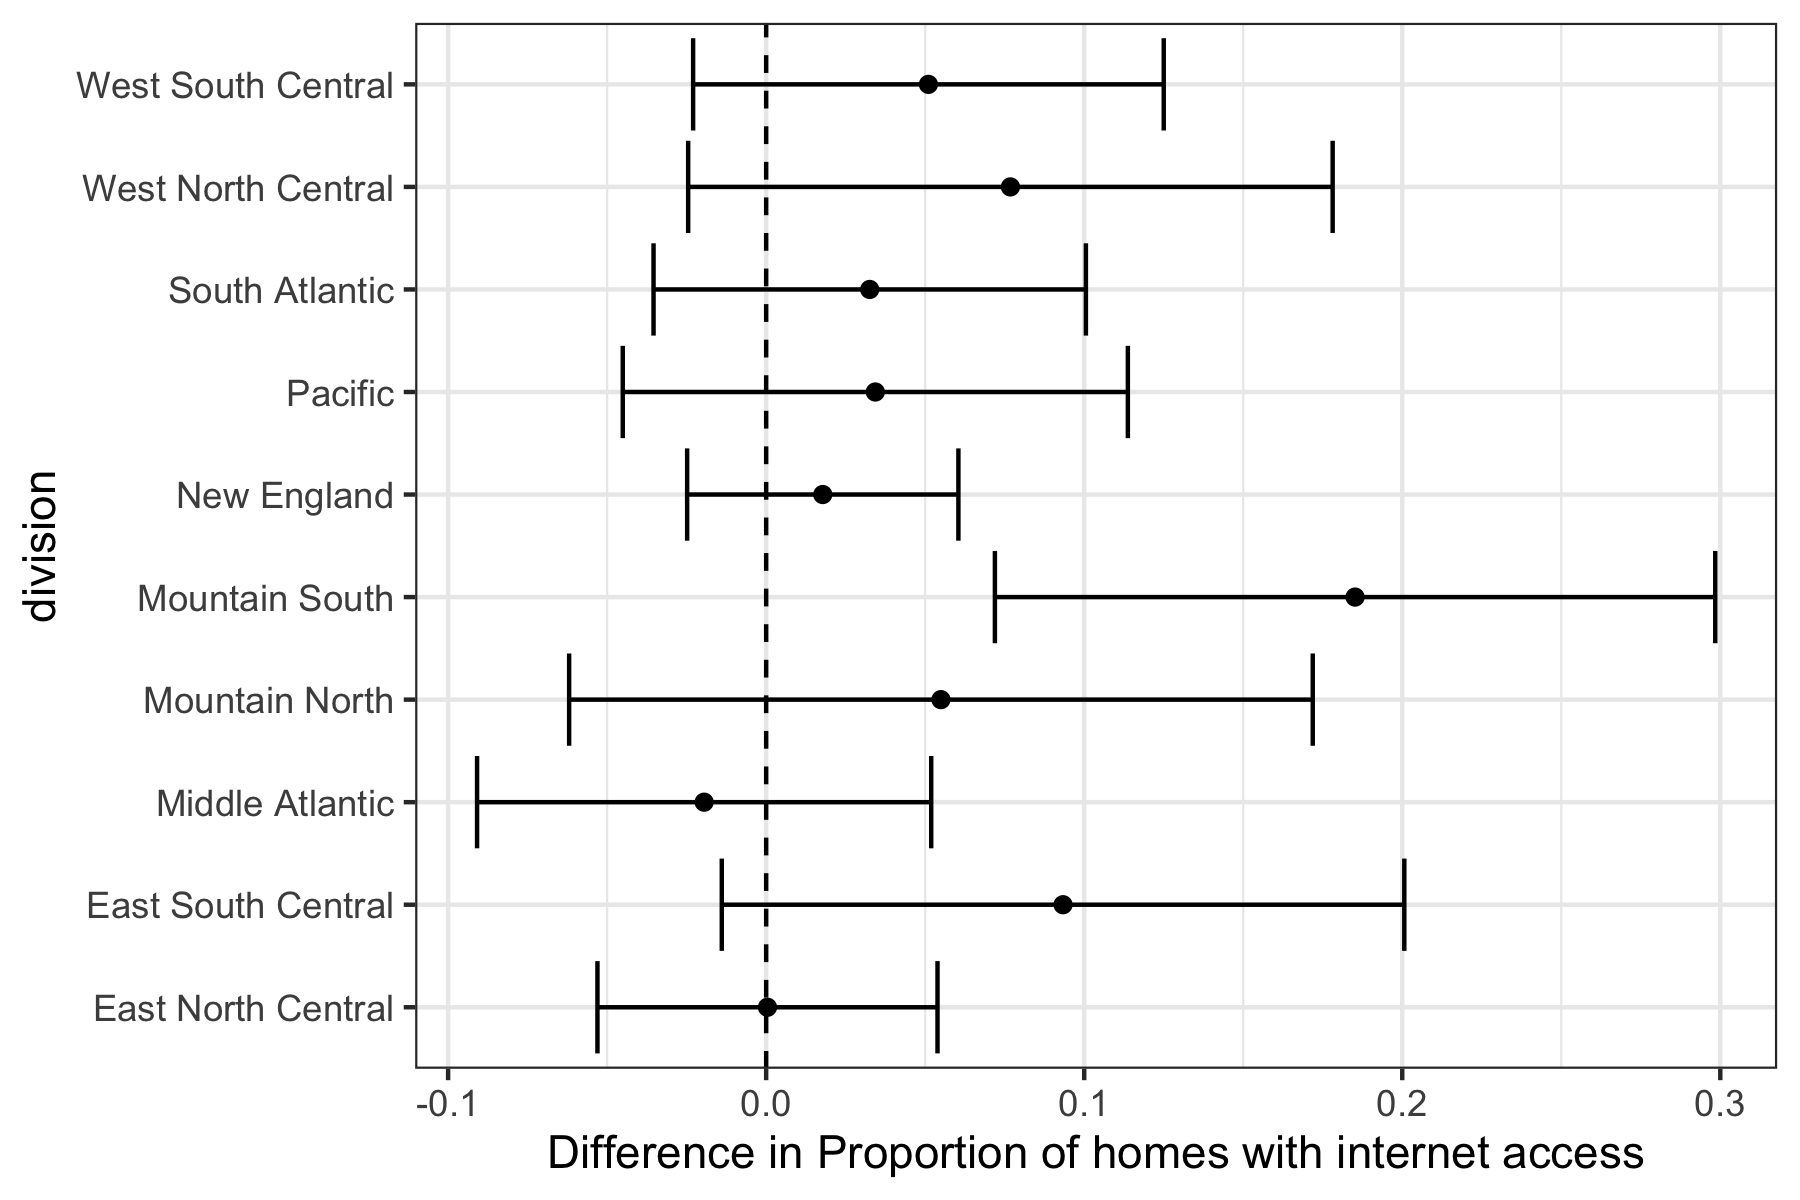 division
West South Central
West North Central
South Atlantic
Pacific
New England
Mountain South
Mountain North
Middle Atlantic
East South Central
East North Central
-0.1 0.0 0.1 0.2 0.3
Difference in Proportion of homes with internet access